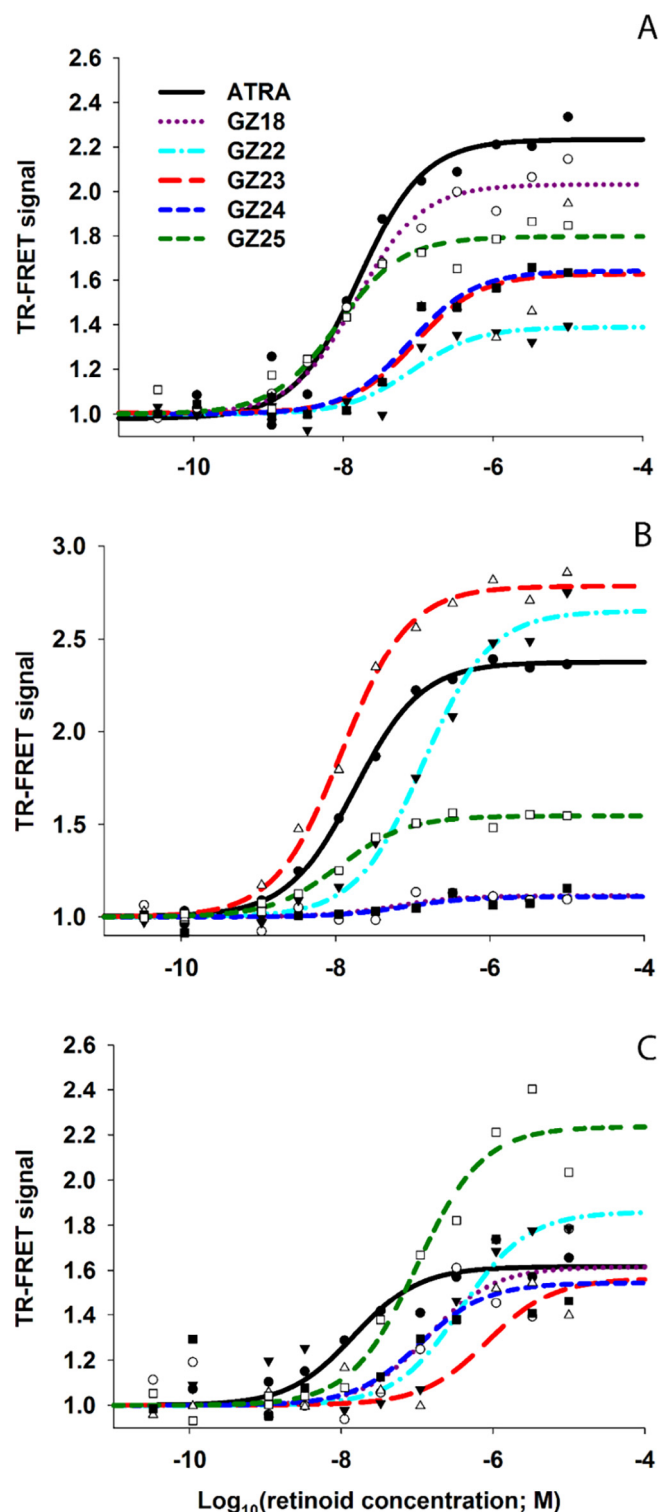 A
2.6
2.4
2.2
2.0
1.8
1.6
1.4
1.2
1.0
TR-FRET signal
ATRA
GZ18
GZ22
GZ23
GZ24
GZ25
-10 -8 -6 -4
B
3.0
2.5
2.0
1.5
1.0
TR-FRET signal
-10 -8 -6 -4
C
2.6
2.4
2.2
2.0
1.8
1.6
1.4
1.2
1.0
TR-FRET signal
-10 -8 -6 -4
Log10(retinoid concentration; M)